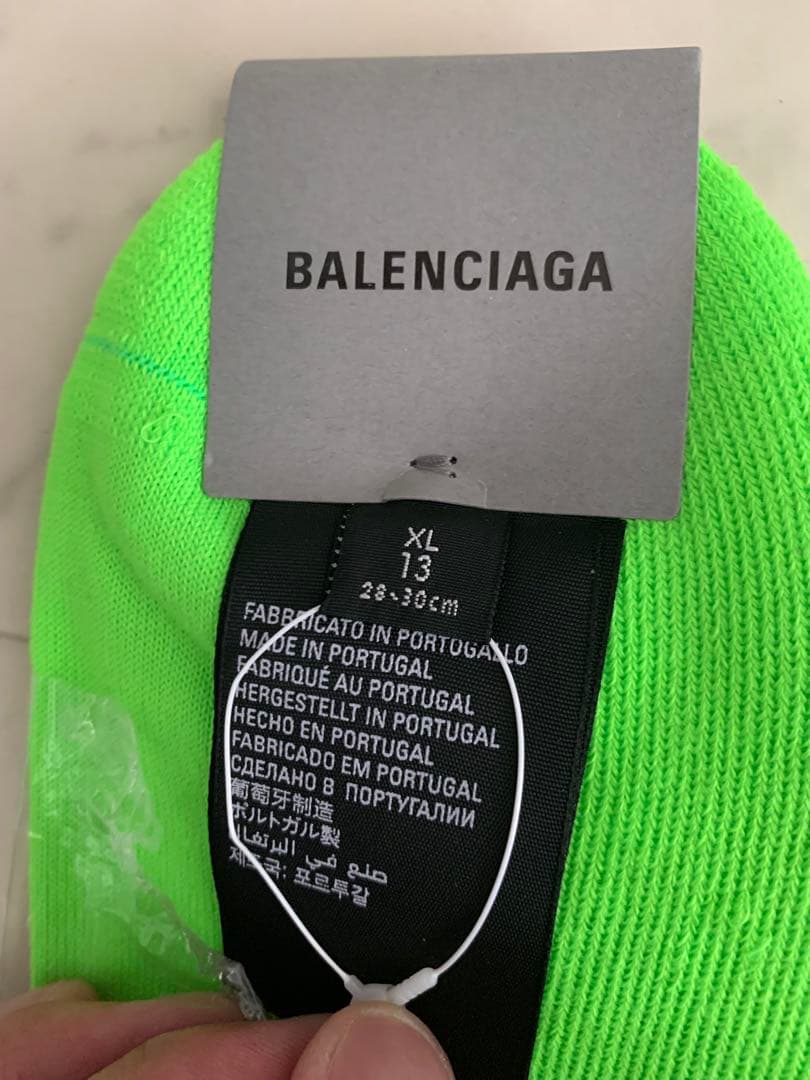 BALENCIAGA
XL
13
28-30cm
FABBRICATO IN PORTOGALLO
MADE IN PORTUGAL
FABRIQUÉ AU PORTUGAL
HERGESTELLT IN PORTUGAL
HECHO EN PORTUGAL
FABRICADO EM PORTUGAL
СДЕЛАНО В ПОРТУГАЛИИ
葡萄牙制造
ポルトガル製
صنع في البرتغال
제조국: 포르투갈